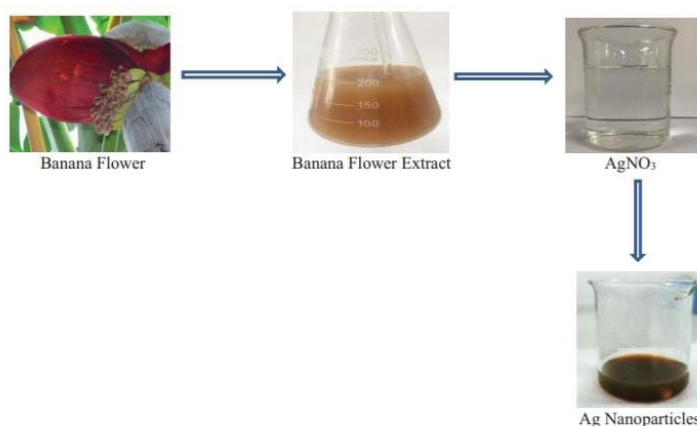 Banana Flower
250
200
150
100
Banana Flower Extract
AgNO₃
Ag Nanoparticles